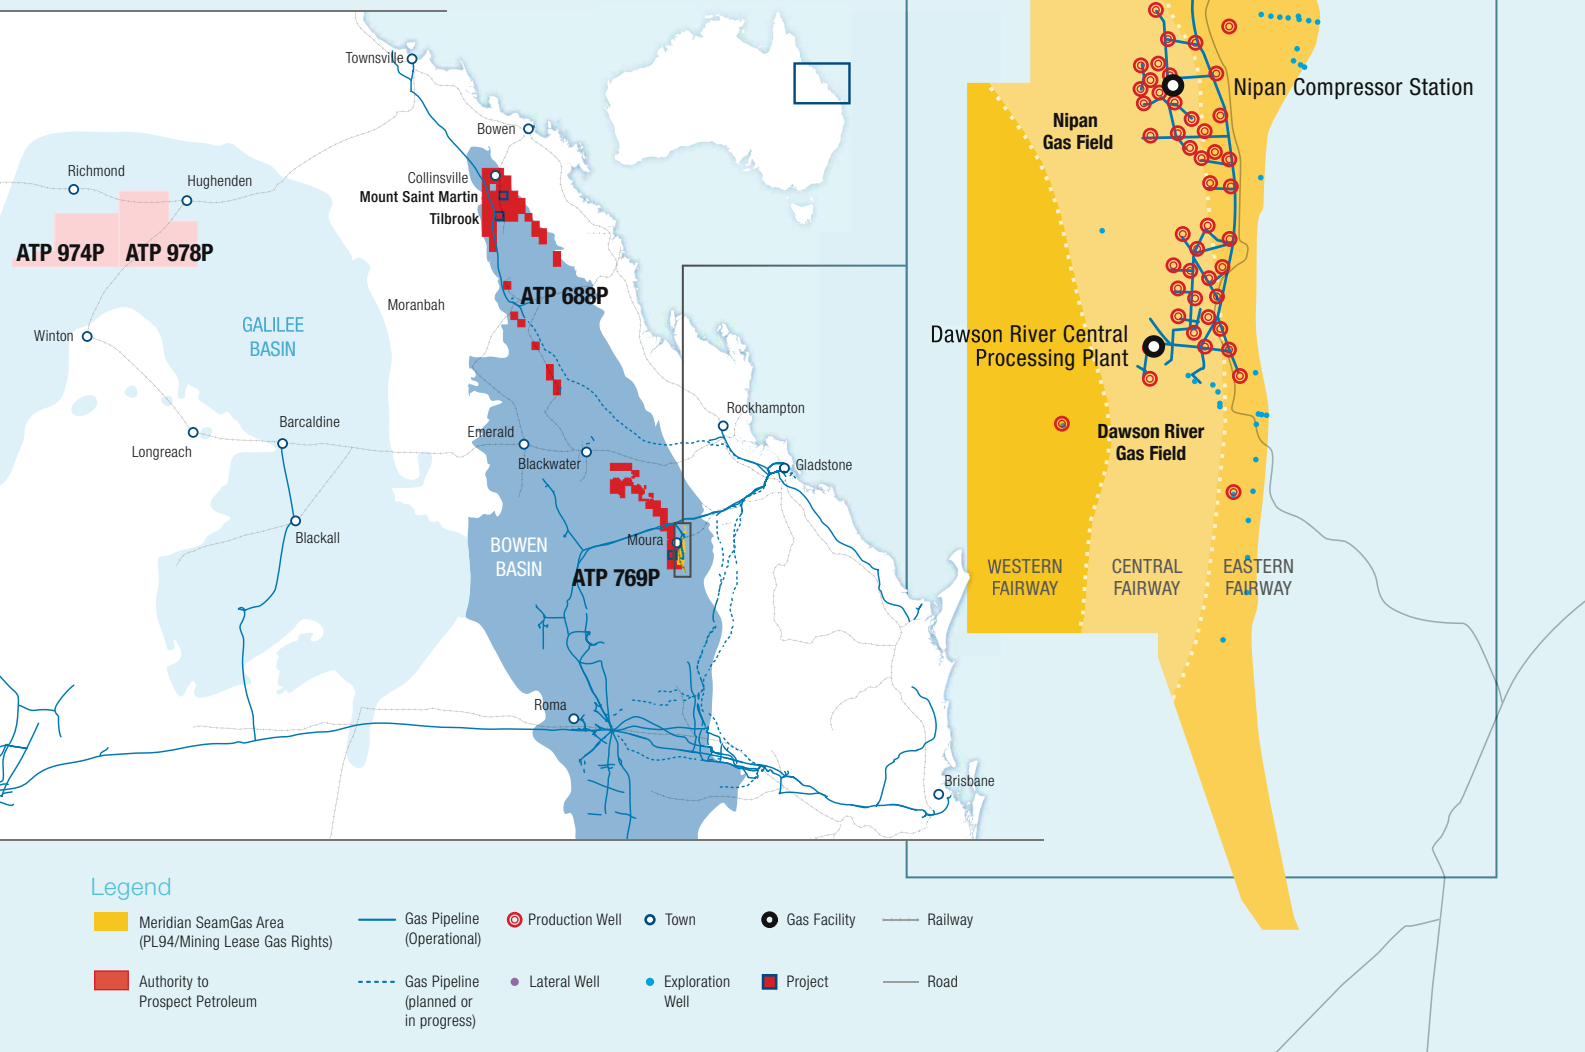 Townsville
Bowen
Collinsville
Mount Saint Martin
Tilbrook
Richmond
Hughenden
ATP 974P
ATP 978P
ATP 688P
Moranbah
Winton
GALILEE
BASIN
Barcaldine
Longreach
Emerald
Blackwater
Rockhampton
Gladstone
Blackall
BOWEN
BASIN
Moura
ATP 769P
Roma
Brisbane
Nipan Compressor Station
Nipan
Gas Field
Dawson River Central
Processing Plant
Dawson River
Gas Field
WESTERN
FAIRWAY
CENTRAL
FAIRWAY
EASTERN
FAIRWAY
Legend
Meridian SeamGas Area
(PL94/Mining Lease Gas Rights)
Authority to
Prospect Petroleum
Gas Pipeline
(Operational)
Gas Pipeline
(planned or
in progress)
Production Well
Lateral Well
Town
Exploration
Well
Gas Facility
Project
Railway
Road